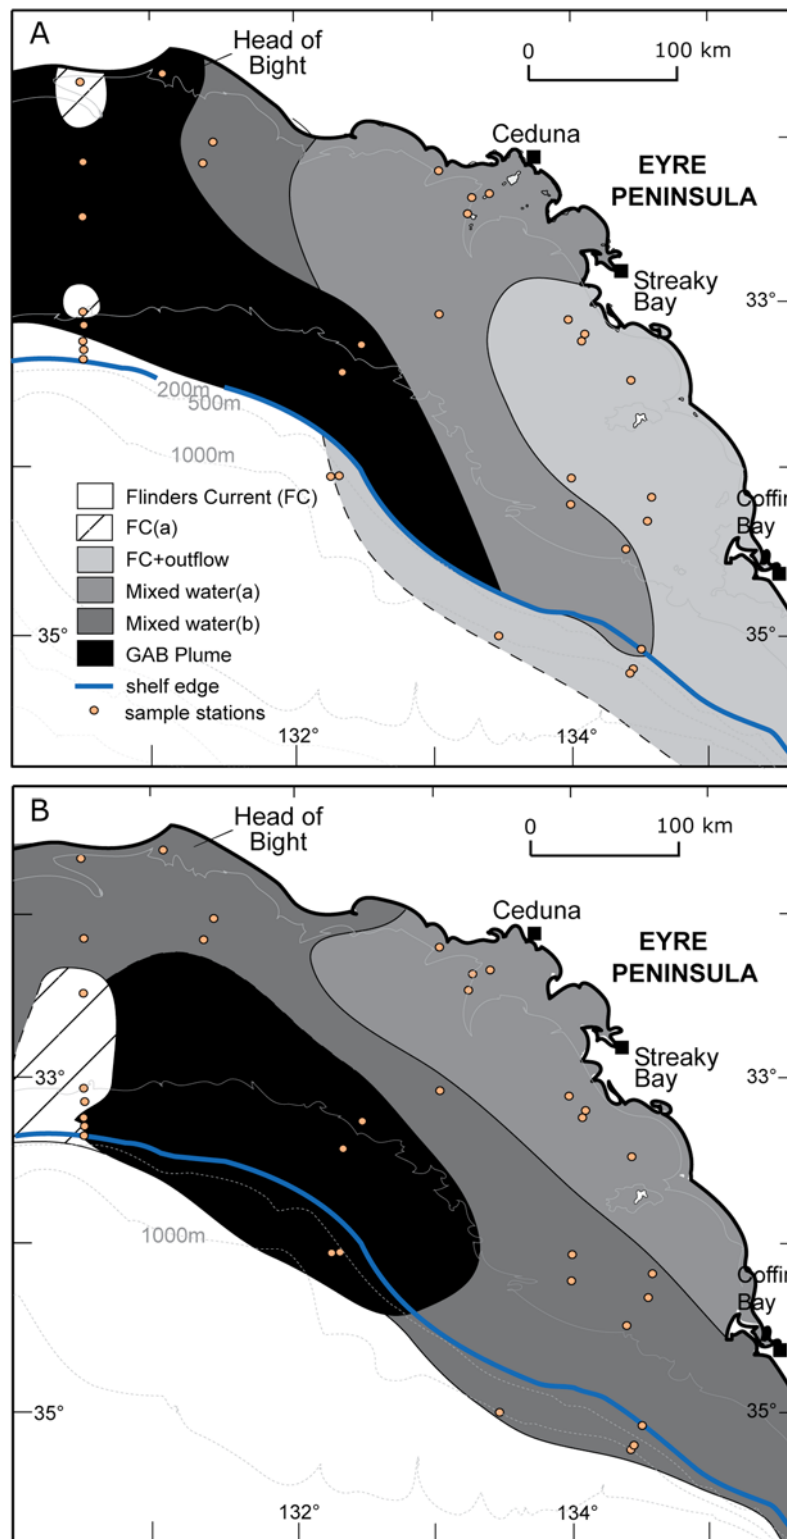 A
Head of
Bight
0 100 km
Ceduna
EYRE
PENINSULA
Streaky
Bay
33°
200m
500m
1000m
Flinders Current (FC)
FC(a)
FC+outflow
Mixed water(a)
Mixed water(b)
GAB Plume
shelf edge
sample stations
Coffin
Bay
35°
132°
134°
B
Head of
Bight
0 100 km
Ceduna
EYRE
PENINSULA
Streaky
Bay
33°
33°
1000m
Coffin
Bay
35°
35°
132°
134°